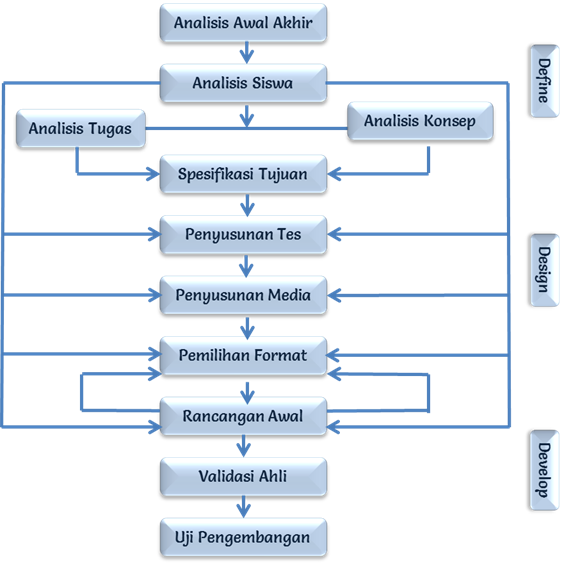 Analisis Awal Akhir
Analisis Siswa
Define
Analisis Tugas
Analisis Konsep
Spesifikasi Tujuan
Penyusunan Tes
Design
Penyusunan Media
Pemilihan Format
Rancangan Awal
Develop
Validasi Ahli
Uji Pengembangan